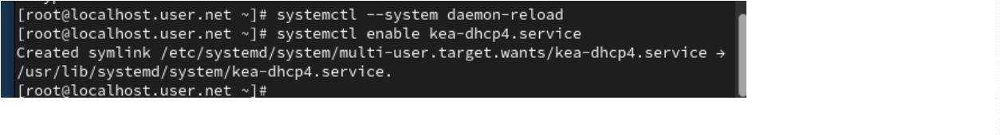 [root@localhost.user.net ~]# systemctl --system daemon-reload
[root@localhost.user.net ~]# systemctl enable kea-dhcp4.service
Created symlink /etc/systemd/system/multi-user.target.wants/kea-dhcp4.service →
/usr/lib/systemd/system/kea-dhcp4.service.
[root@localhost.user.net ~]#